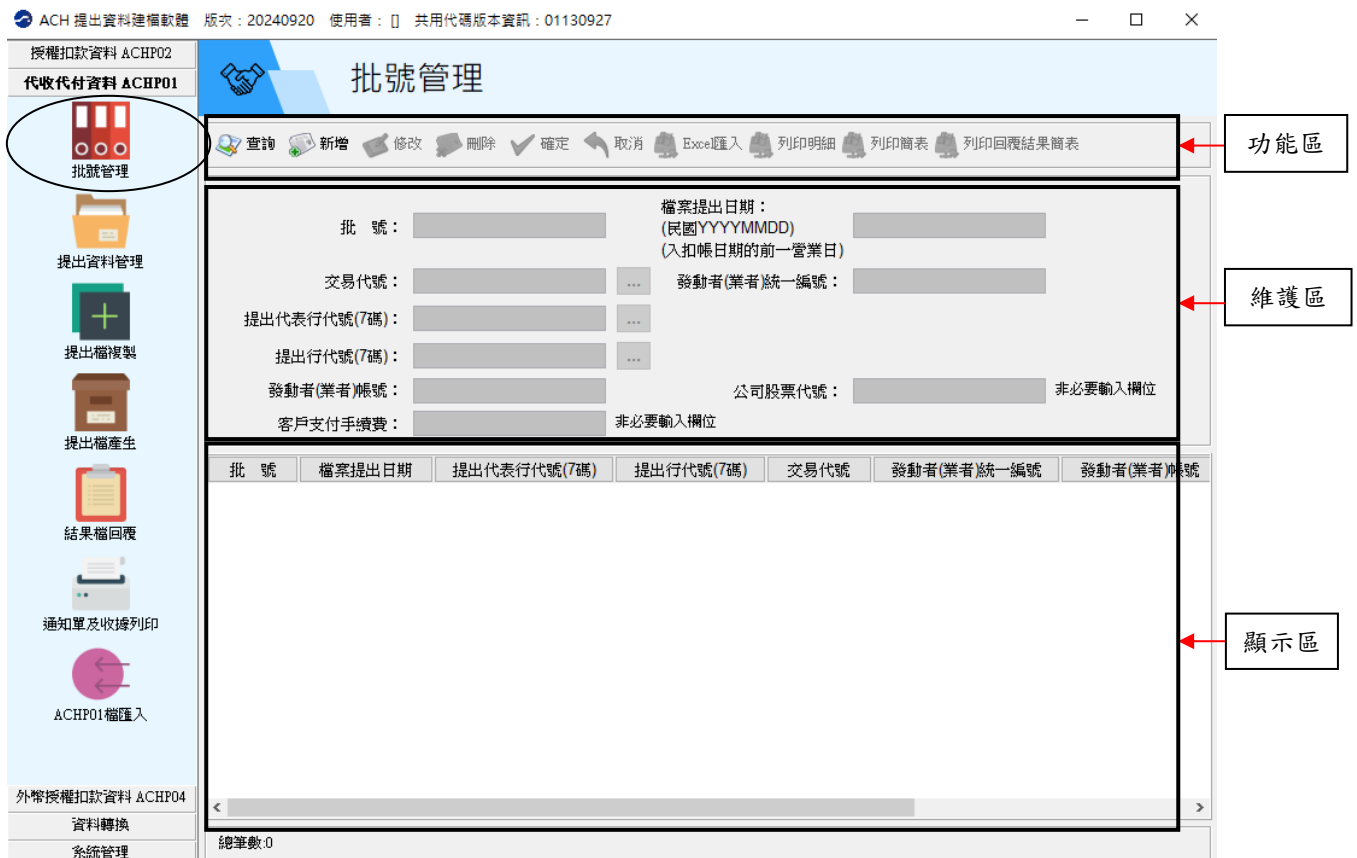 ACH 提出資料建檔軟體 版次：20240920 使用者：[] 共用代碼版本資訊：01130927
授權扣款資料 ACHP02
代收代付資料 ACHP01
批號管理
提出資料管理
提出檔複製
提出檔產生
結果檔回覆
通知單及收據列印
ACHP01檔匯入
外幣授權扣款資料 ACHP04
資料轉換
系統管理
批號管理
查詢 新增 修改 刪除 確定 取消 Excel匯入 列印明細 列印簡表 列印回覆結果簡表
功能區
批 號：
檔案提出日期：
(民國YYYYMMDD)
(入扣帳日期的前一營業日)
交易代號： ... 發動者(業者)統一編號：
提出代表行代號(7碼)： ...
提出行代號(7碼)： ...
發動者(業者)帳號： 公司股票代號： 非必要輸入欄位
客戶支付手續費： 非必要輸入欄位
維護區
批 號 檔案提出日期 提出代表行代號(7碼) 提出行代號(7碼) 交易代號 發動者(業者)統一編號 發動者(業者)帳號
顯示區
總筆數:0